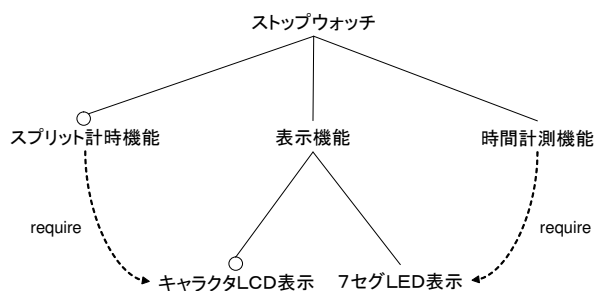 ストップウォッチ
スプリット計時機能
表示機能
時間計測機能
require
require
キャラクタLCD表示
7セグLED表示